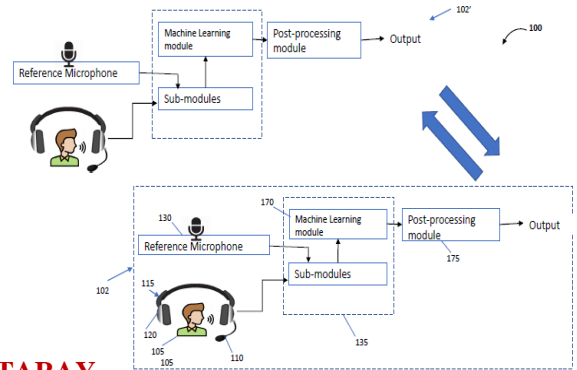 102'
100
Machine Learning
module
Post-processing
module
Output
Reference Microphone
Sub-modules
130
170
Machine Learning
module
Post-processing
module
Output
Reference Microphone
175
102
115
Sub-modules
120
105
105
110
135